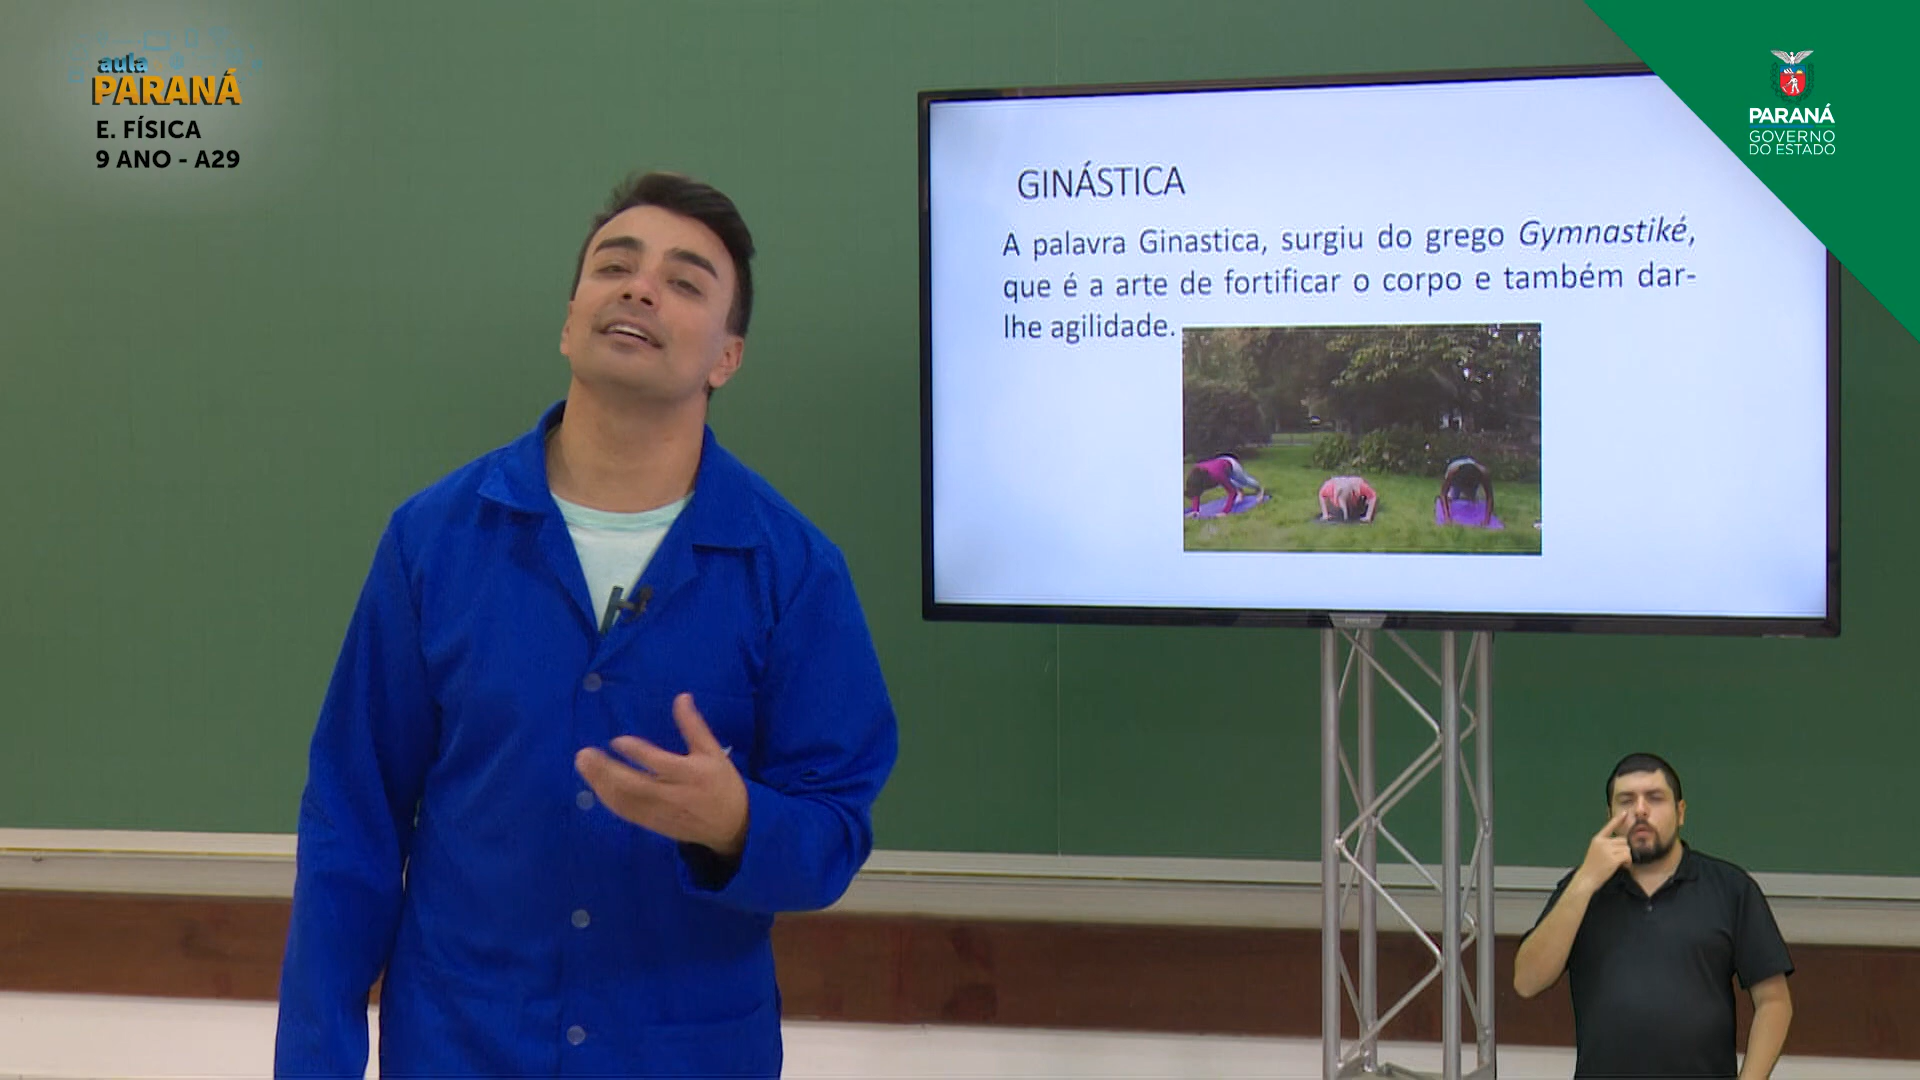 aula
PARANÁ
E. FÍSICA
9 ANO - A29
PARANÁ
GOVERNO
DO ESTADO
GINÁSTICA
A palavra Ginastica, surgiu do grego Gymnastiké,
que é a arte de fortificar o corpo e também dar-
lhe agilidade.
PHILIPS